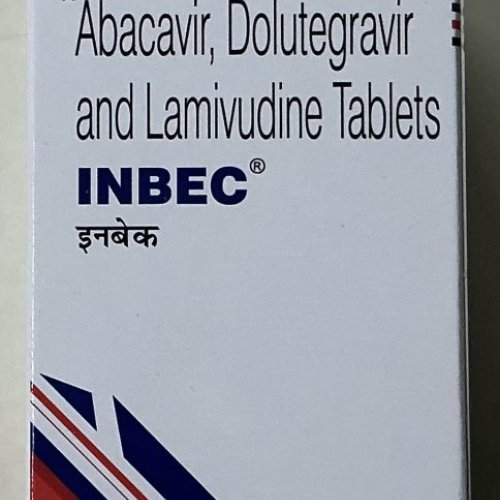 Abacavir, Dolutegravir
and Lamivudine Tablets
INBEC®
इनबेक